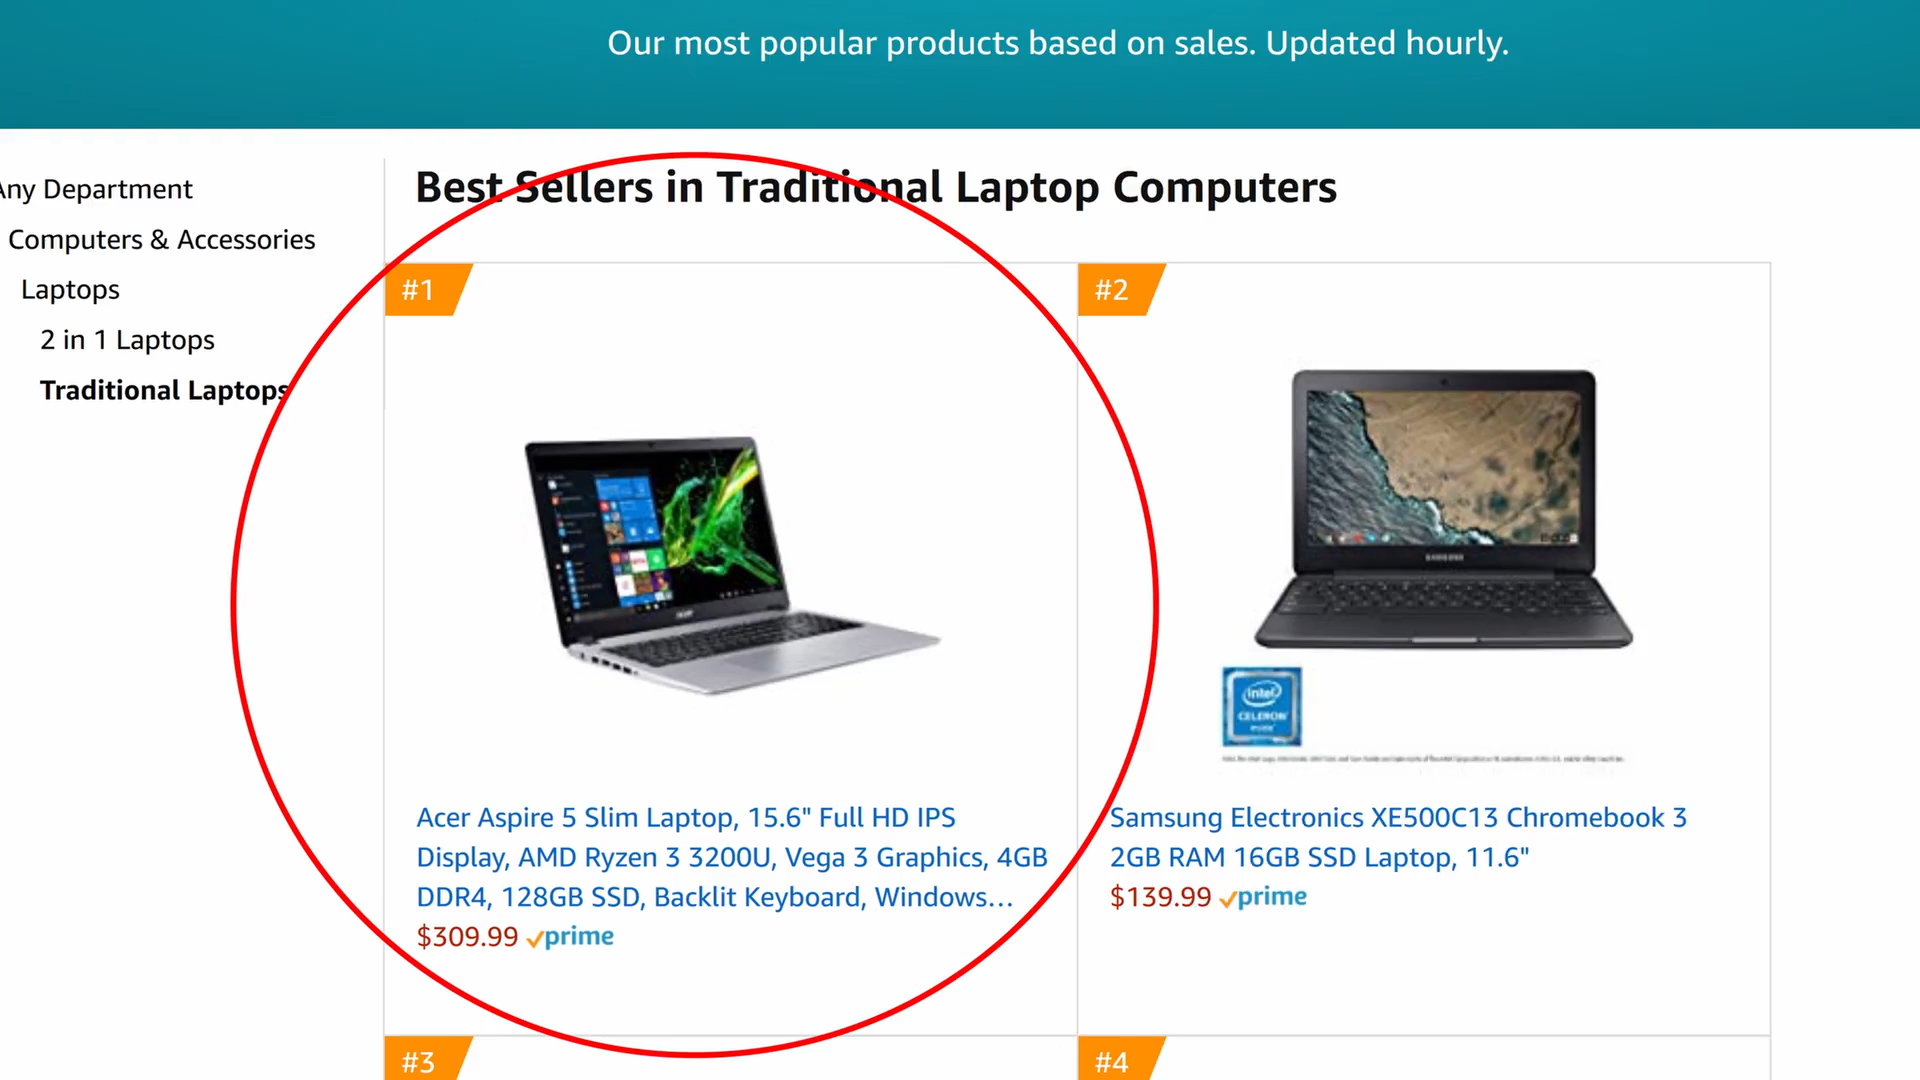 Our most popular products based on sales. Updated hourly.
Any Department
Computers & Accessories
Laptops
2 in 1 Laptops
Traditional Laptops
Best Sellers in Traditional Laptop Computers
#1
acer
Acer Aspire 5 Slim Laptop, 15.6" Full HD IPS
Display, AMD Ryzen 3 3200U, Vega 3 Graphics, 4GB
DDR4, 128GB SSD, Backlit Keyboard, Windows...
$309.99 prime
#2
SAMSUNG
intel
CELERON
Samsung Electronics XE500C13 Chromebook 3
2GB RAM 16GB SSD Laptop, 11.6"
$139.99 prime
#3
#4